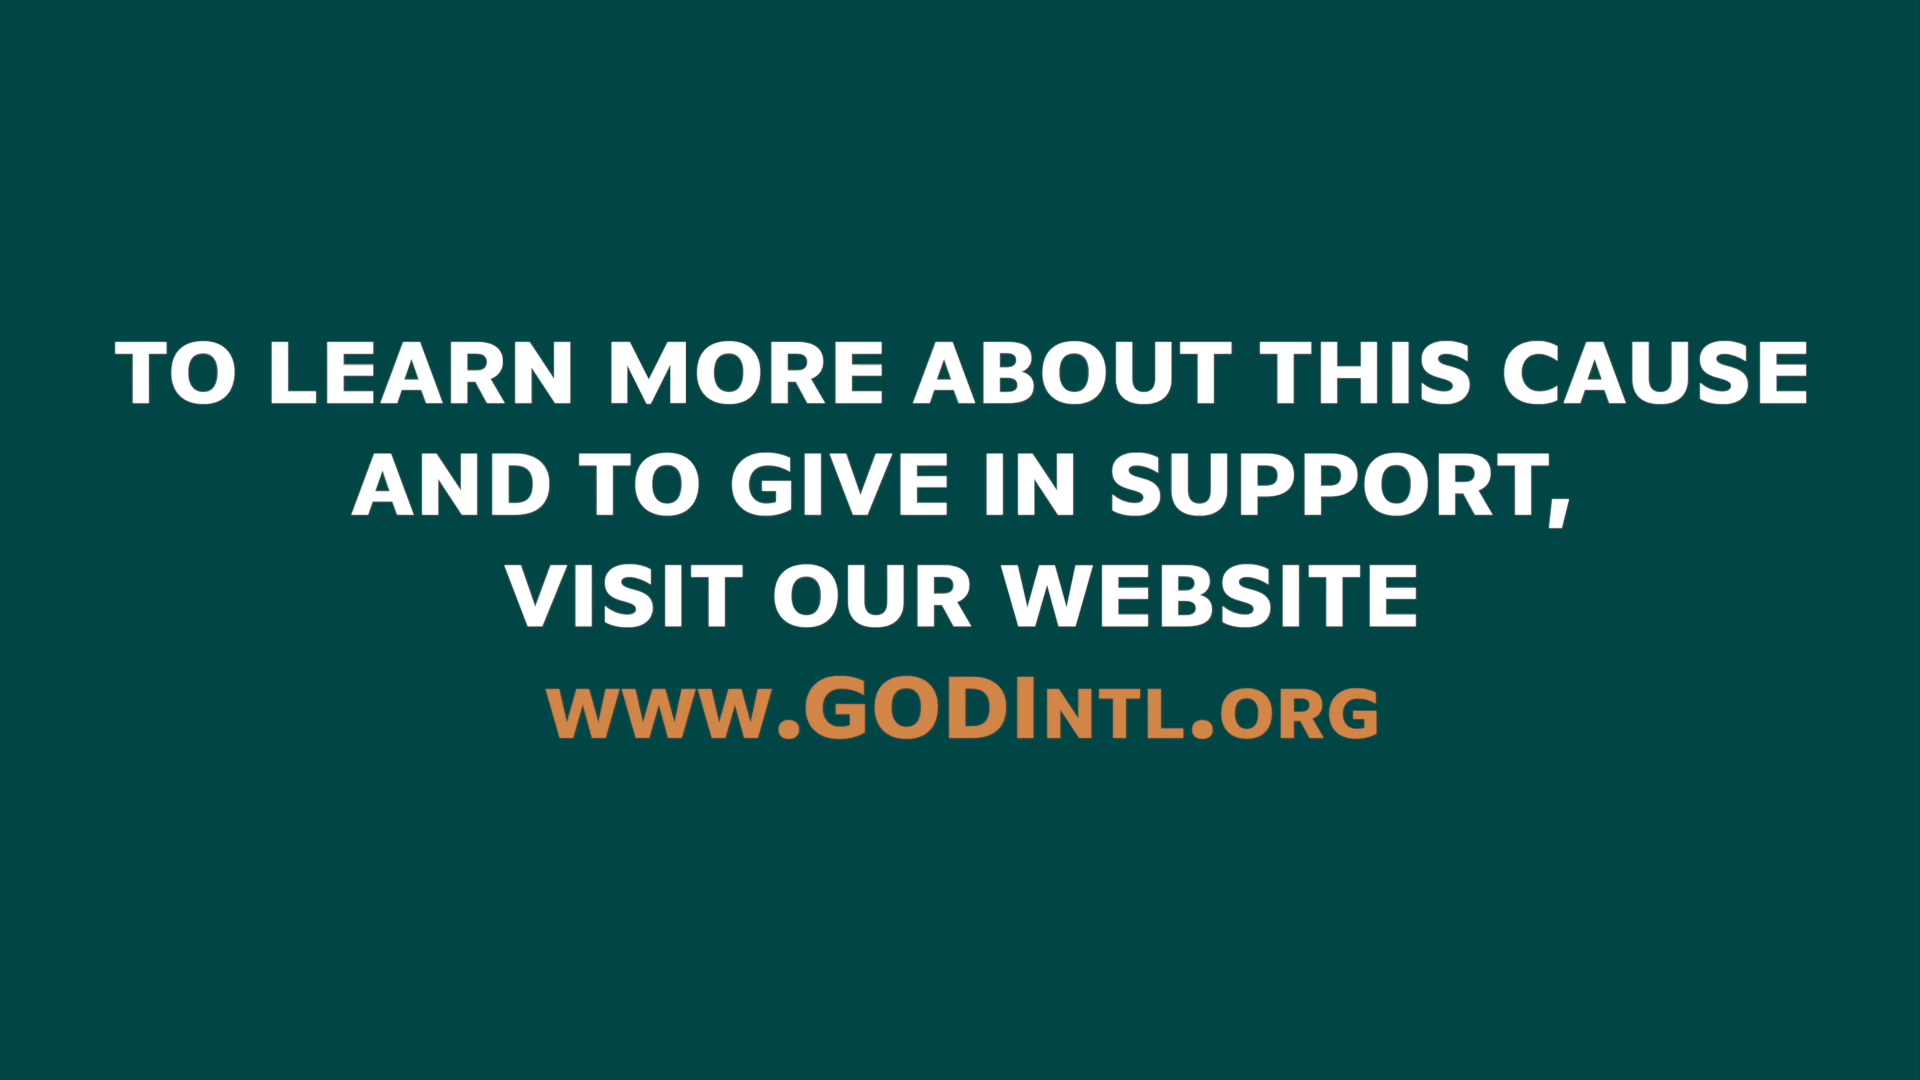 TO LEARN MORE ABOUT THIS CAUSE
AND TO GIVE IN SUPPORT,
VISIT OUR WEBSITE
www.GODIntl.org